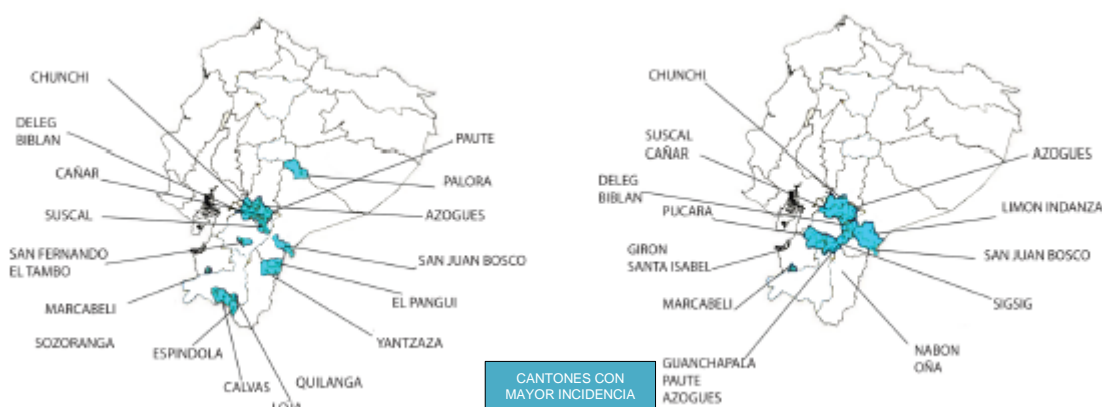 CHUNCHI
DELEG
BIBLAN
CAÑAR
SUSCAL
SAN FERNANDO
EL TAMBO
MARCABELI
SOZORANGA
ESPINDOLA
CALVAS
LOJA
QUILANGA
YANTZAZA
EL PANGUI
SAN JUAN BOSCO
AZOGUES
PALORA
PAUTE
CANTONES CON
MAYOR INCIDENCIA
CHUNCHI
SUSCAL
CAÑAR
DELEG
BIBLAN
PUCARA
GIRON
SANTA ISABEL
MARCABELI
GUANCHAPALA
PAUTE
AZOGUES
NABON
OÑA
SIGSIG
SAN JUAN BOSCO
LIMON INDANZA
AZOGUES